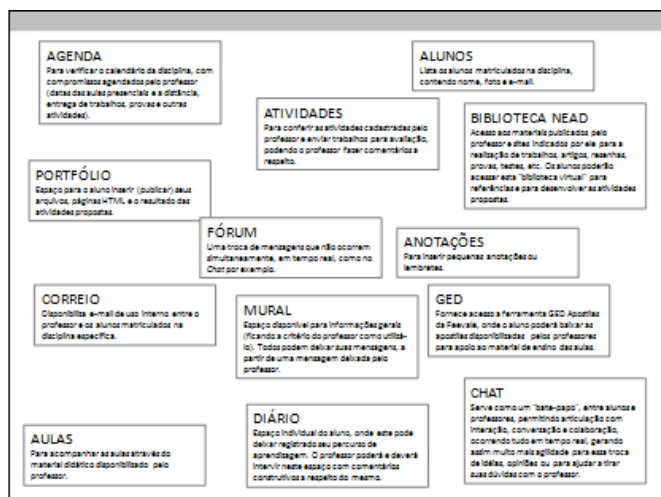 AGENDA
Para verificar o calendário da disciplina, com
compromissos agendados pelo professor
(datas das aulas presenciais e a distância,
entrega de trabalhos, provas e outras
atividades).
ALUNOS
Lista os alunos matriculados na disciplina,
contendo nome, foto e e-mail.
ATIVIDADES
Para conferir as atividades cadastradas pelo
professor e enviar trabalhos para avaliação,
podendo o professor fazer comentários a
respeito.
BIBLIOTECA NEAD
Acesso aos materiais publicados pelo
professor e sites indicados por ele para a
realização de trabalhos, artigos, resenhas,
provas, testes, etc. Os alunos poderão
acessar esta "biblioteca virtual" para
referências e para desenvolver as atividades
propostas.
PORTFÓLIO
Espaço para o aluno inserir (publicar) seus
arquivos, páginas HTML e o resultado das
atividades propostas.
FÓRUM
Uma troca de mensagens que não ocorrem
simultaneamente, em tempo real, como no
Chat por exemplo.
ANOTAÇÕES
Para inserir pequenas anotações ou
lembretes.
CORREIO
Disponibiliza e-mail de uso interno entre o
professor e os alunos matriculados na
disciplina específica.
MURAL
Espaço disponível para informações gerais
(ficando a critério do professor como utilizá-
lo). Todos podem deixar suas mensagens, a
partir de uma mensagem deixada pelo
professor.
GED
Fornece acesso a ferramenta GED Apostilas
da Feevale, onde o aluno poderá baixar as
apostilas disponibilizadas pelos professores
para apoio ao material de ensino das aulas.
CHAT
Serve como um "bate-papo", entre alunos e
professores, permitindo articulação com
interação, conversação e colaboração,
ocorrendo tudo em tempo real, gerando
assim muito mais agilidade para essa troca
de idéias, opiniões ou para ajudar a tirar
suas dúvidas com o professor.
DIÁRIO
Espaço individual do aluno, onde este pode
deixar registrado seu percurso de
aprendizagem. O professor poderá e deverá
intervir neste espaço com comentários
construtivos a respeito do mesmo.
AULAS
Para acompanhar as aulas através do
material didático disponibilizado pelo
professor.